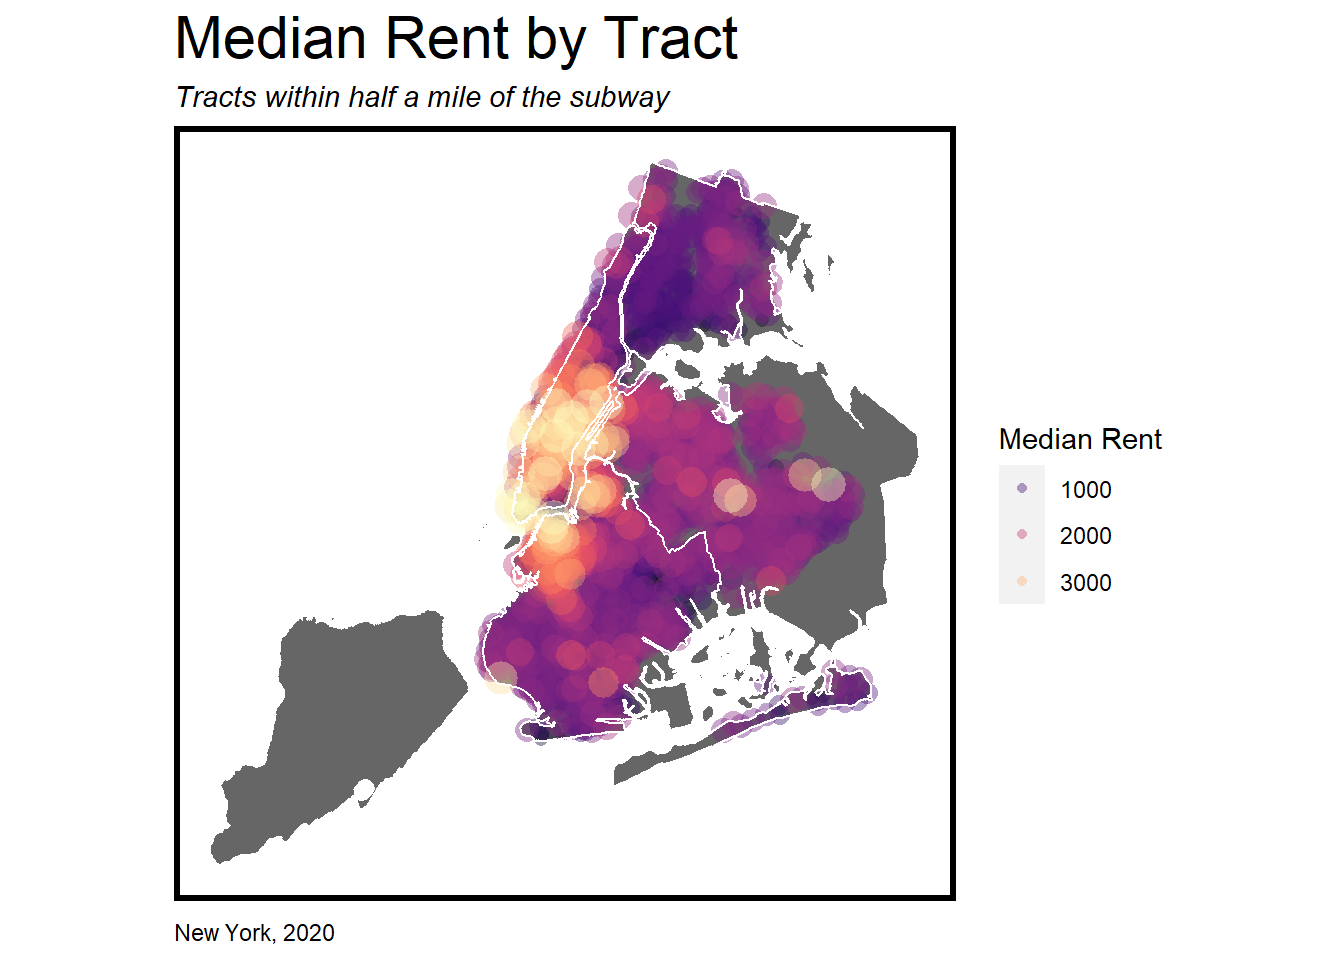 Median Rent by Tract
Tracts within half a mile of the subway
Median Rent
1000
2000
3000
New York, 2020